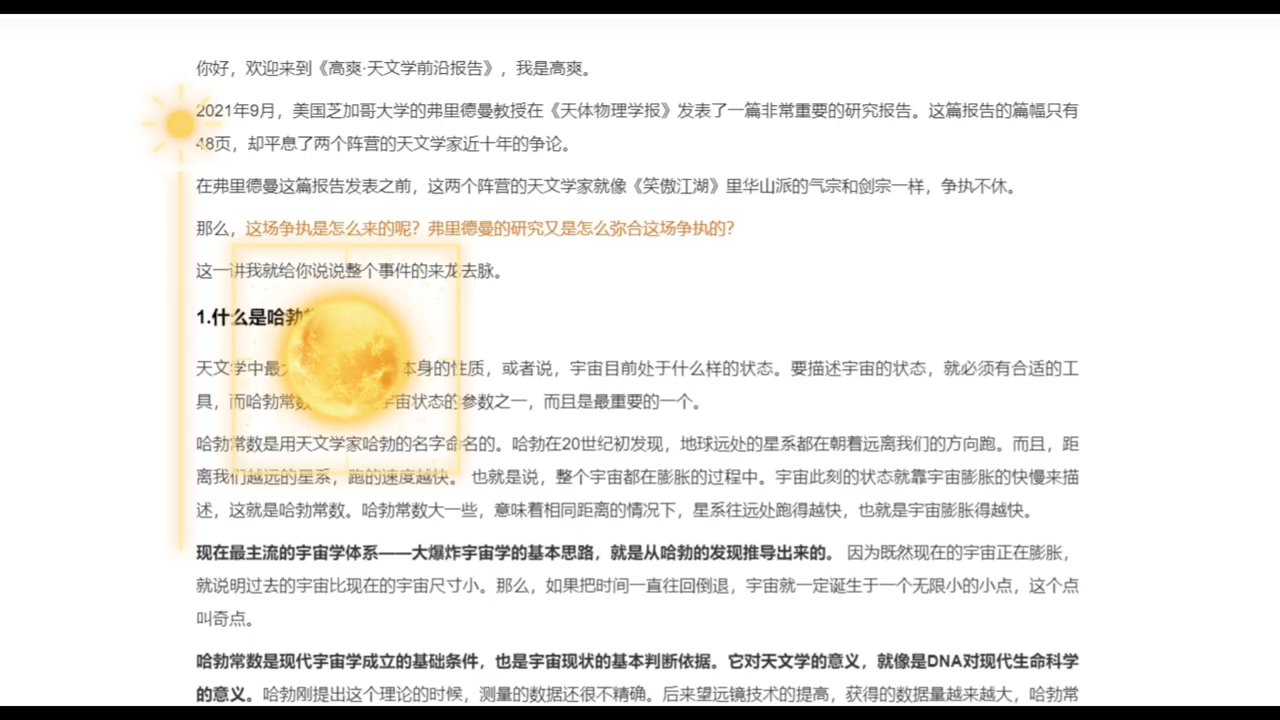 你好，欢迎来到《高爽·天文学前沿报告》，我是高爽。
2021年9月，美国芝加哥大学的弗里德曼教授在《天体物理学报》发表了一篇非常重要的研究报告。这篇报告的篇幅只有
48页，却平息了两个阵营的天文学家近十年的争论。
在弗里德曼这篇报告发表之前，这两个阵营的天文学家就像《笑傲江湖》里华山派的气宗和剑宗一样，争执不休。
那么，这场争执是怎么来的呢？弗里德曼的研究又是怎么弥合这场争执的？
这一讲我就给你说说整个事件的来龙去脉。
1.什么是哈勃
天文学中最 本身的性质，或者说，宇宙目前处于什么样的状态。要描述宇宙的状态，就必须有合适的工
具，而哈勃常数 宇宙状态的参数之一，而且是最重要的一个。
哈勃常数是用天文学家哈勃的名字命名的。哈勃在20世纪初发现，地球远处的星系都在朝着远离我们的方向跑。而且，距
离我们越远的星系，跑的速度越快。 也就是说，整个宇宙都在膨胀的过程中。宇宙此刻的状态就靠宇宙膨胀的快慢来描
述，这就是哈勃常数。哈勃常数大一些，意味着相同距离的情况下，星系往远处跑得越快，也就是宇宙膨胀得越快。
现在最主流的宇宙学体系——大爆炸宇宙学的基本思路，就是从哈勃的发现推导出来的。 因为既然现在的宇宙正在膨胀，
就说明过去的宇宙比现在的宇宙尺寸小。那么，如果把时间一直往回倒退，宇宙就一定诞生于一个无限小的小点，这个点
叫奇点。
哈勃常数是现代宇宙学成立的基础条件，也是宇宙现状的基本判断依据。它对天文学的意义，就像是DNA对现代生命科学
的意义。哈勃刚提出这个理论的时候，测量的数据还很不精确。后来望远镜技术的提高，获得的数据量越来越大，哈勃常